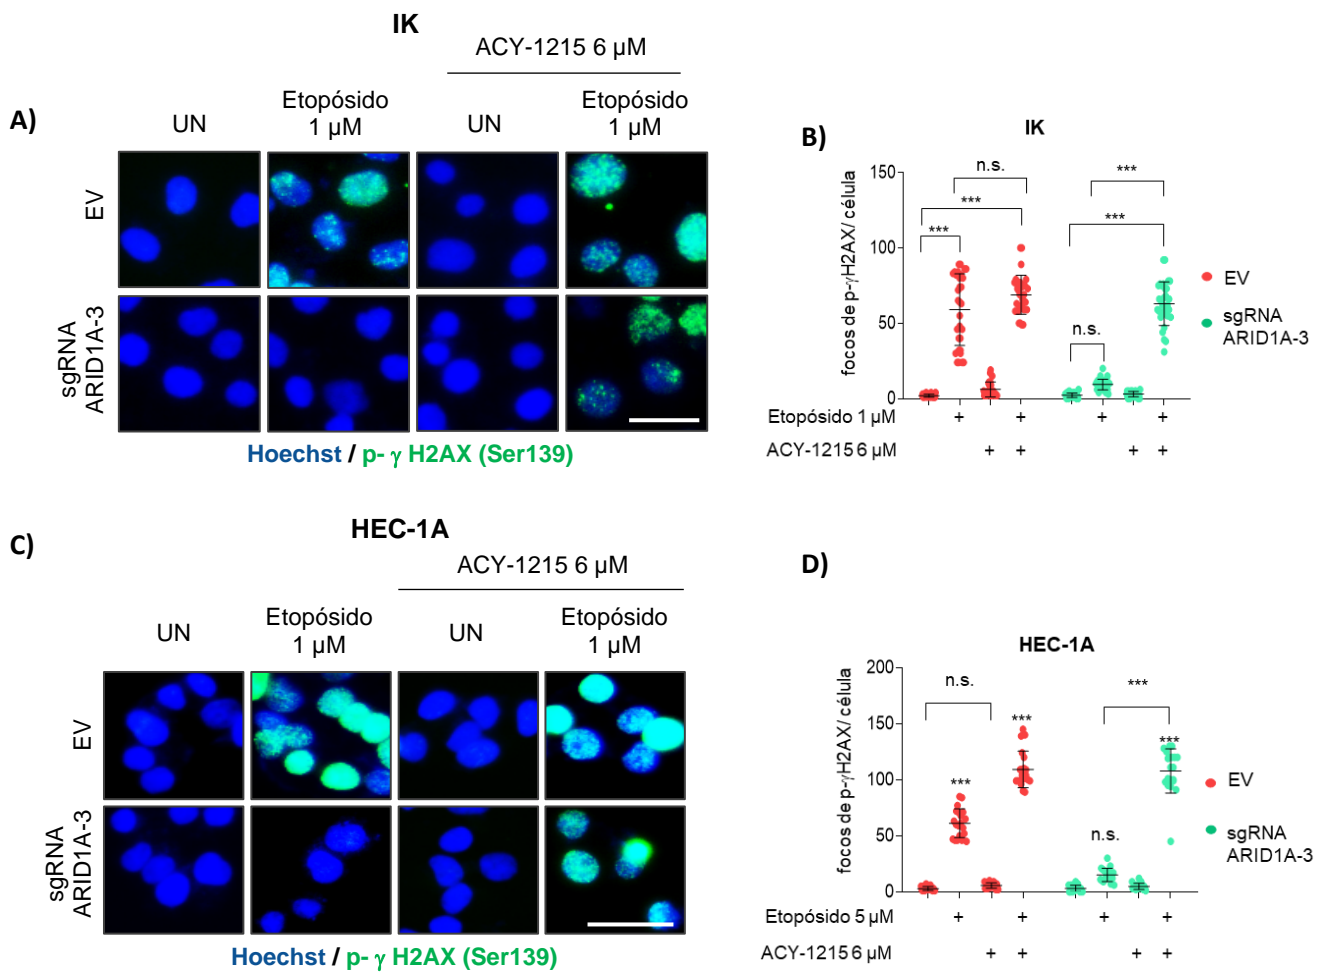 IK
ACY-1215 6 µM
A)
UN
Etopósido
1 µM
UN
Etopósido
1 µM
EV
sgRNA
ARID1A-3
Hoechst / p- γ H2AX (Ser139)
B)
IK
focos de p-γH2AX/ célula
150
100
50
0
***
***
n.s.
n.s.
***
***
EV
sgRNA
ARID1A-3
Etopósido 1 µM
+
+
+
+
ACY-1215 6 µM
+
+
+
+
C)
HEC-1A
ACY-1215 6 µM
UN
Etopósido
1 µM
UN
Etopósido
1 µM
EV
sgRNA
ARID1A-3
Hoechst / p- γ H2AX (Ser139)
D)
HEC-1A
focos de p-γH2AX/ célula
200
150
100
50
0
n.s.
***
***
n.s.
***
***
EV
sgRNA
ARID1A-3
Etopósido 5 µM
+
+
+
+
ACY-1215 6 µM
+
+
+
+